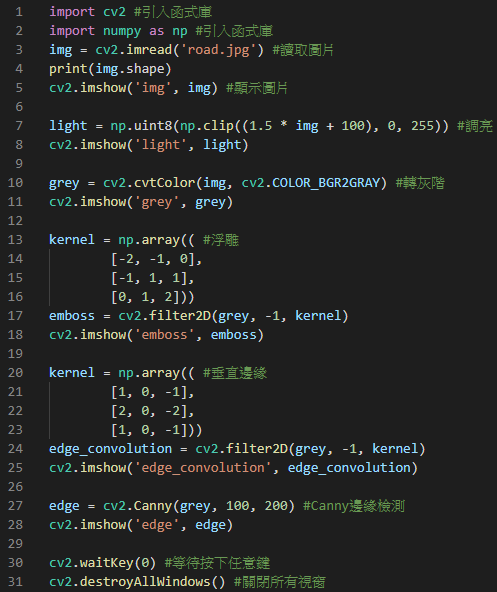 1 import cv2 #引入函式庫
2 import numpy as np #引入函式庫
3 img = cv2.imread('road.jpg') #讀取圖片
4 print(img.shape)
5 cv2.imshow('img', img) #顯示圖片
6
7 light = np.uint8(np.clip((1.5 * img + 100), 0, 255)) #調亮
8 cv2.imshow('light', light)
9
10 grey = cv2.cvtColor(img, cv2.COLOR_BGR2GRAY) #轉灰階
11 cv2.imshow('grey', grey)
12
13 kernel = np.array(( #浮雕
14         [-2, -1, 0],
15         [-1, 1, 1],
16         [0, 1, 2]))
17 emboss = cv2.filter2D(grey, -1, kernel)
18 cv2.imshow('emboss', emboss)
19
20 kernel = np.array(( #垂直邊緣
21         [1, 0, -1],
22         [2, 0, -2],
23         [1, 0, -1]))
24 edge_convolution = cv2.filter2D(grey, -1, kernel)
25 cv2.imshow('edge_convolution', edge_convolution)
26
27 edge = cv2.Canny(grey, 100, 200) #Canny邊緣檢測
28 cv2.imshow('edge', edge)
29
30 cv2.waitKey(0) #等待按下任意鍵
31 cv2.destroyAllWindows() #關閉所有視窗